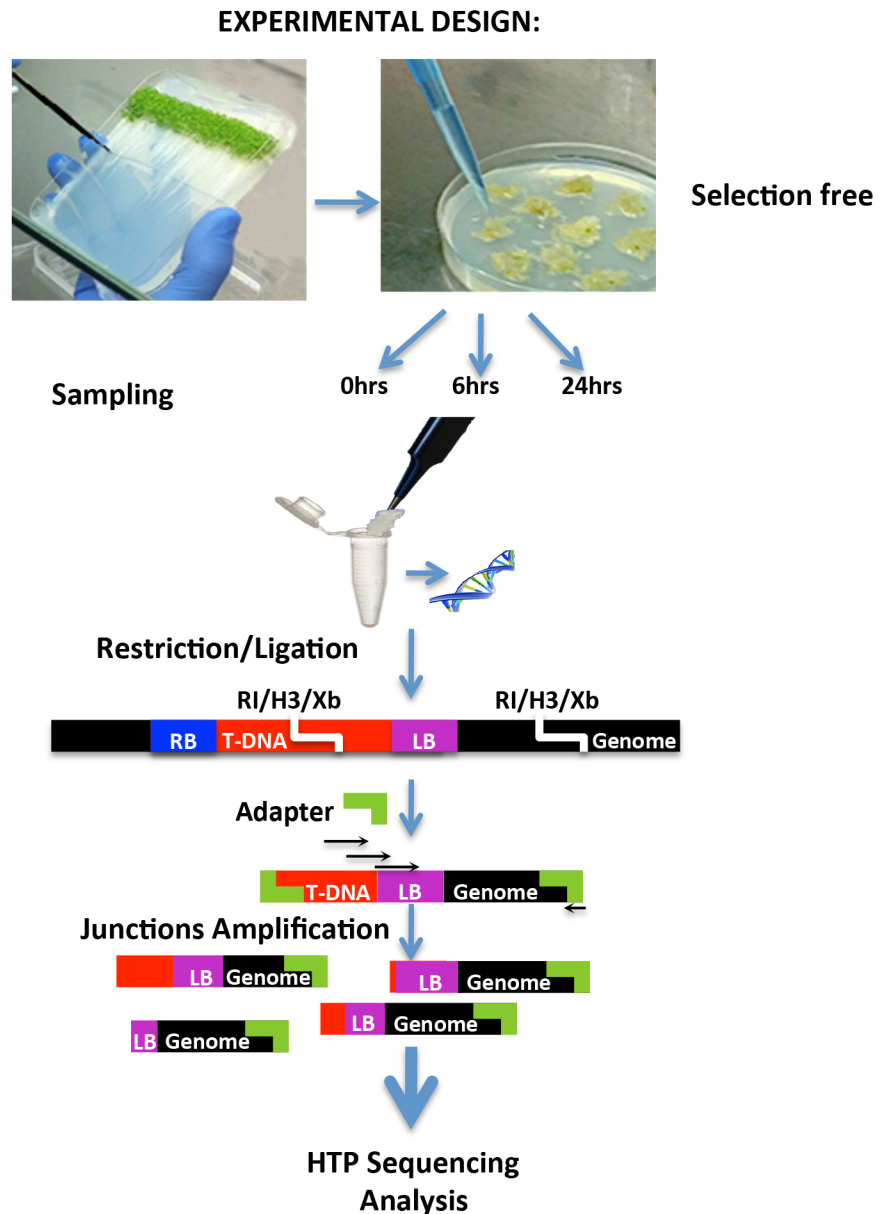 EXPERIMENTAL DESIGN:
Selection free
0hrs 6hrs 24hrs
Sampling
Restriction/Ligation
RI/H3/Xb RI/H3/Xb
RB T-DNA LB Genome
Adapter
T-DNA LB Genome
Junctions Amplification
LB Genome LB Genome
LB Genome
LB Genome
HTP Sequencing
Analysis